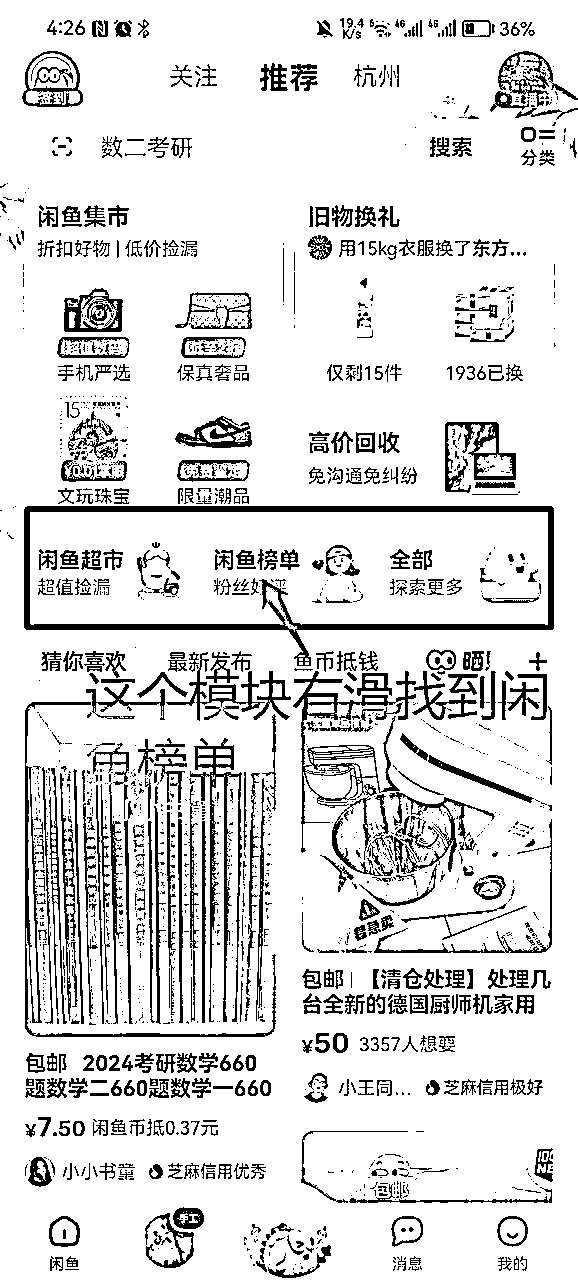 4:26 19.4 K/s 6 4G 4G 36%
签到
关注 推荐 杭州
数二考研 搜索 分类
闲鱼集市 旧物换礼
折扣好物 | 低价捡漏 用15kg衣服换了东方...
手机严选 保真奢品 仅剩15件 1936已换
15
高价回收
免沟通免纠纷
文玩珠宝 限量潮品
闲鱼超市 闲鱼榜单 全部
超值捡漏 粉丝好评 探索更多
猜你喜欢 最新发布 鱼币抵钱 晒! +
这个模块右滑找到闲
鱼榜单
包邮 | 【清仓处理】处理几
台全新的德国厨师机家用
¥50 3357人想要
小王同... 芝麻信用极好
包邮 2024考研数学660
题数学二660题数学一660
¥7.50 闲鱼币抵0.37元
小小书童 芝麻信用优秀
包邮
闲鱼 消息 我的